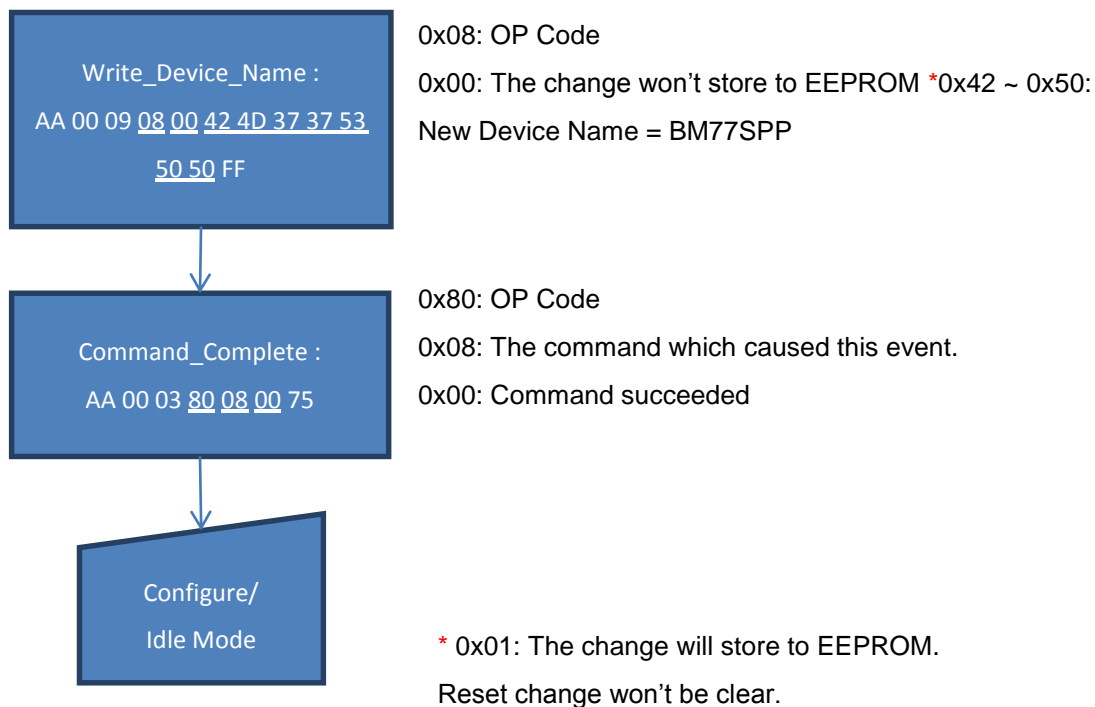 Write_Device_Name :
AA 00 09 08 00 42 4D 37 37 53
50 50 FF
0x08: OP Code
0x00: The change won’t store to EEPROM *0x42 ~ 0x50:
New Device Name = BM77SPP
Command_Complete :
AA 00 03 80 08 00 75
0x80: OP Code
0x08: The command which caused this event.
0x00: Command succeeded
Configure/
Idle Mode
* 0x01: The change will store to EEPROM.
Reset change won’t be clear.